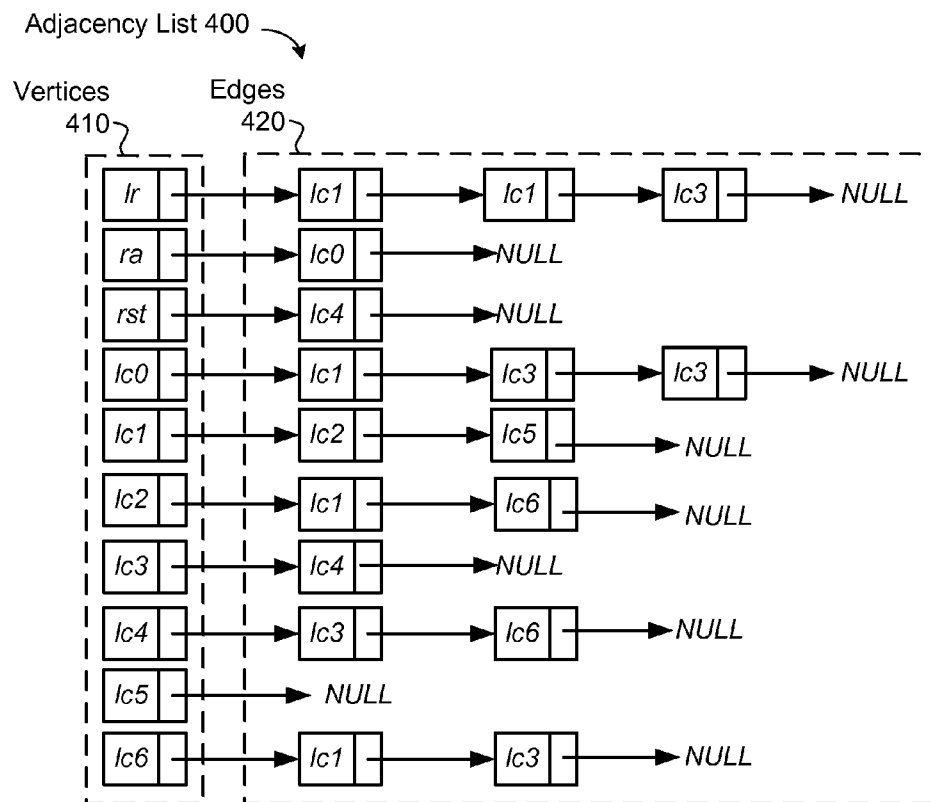 Adjacency List 400
Vertices
410
Edges
420
lr lc1 lc1 lc3 NULL
ra lc0 NULL
rst lc4 NULL
lc0 lc1 lc3 lc3 NULL
lc1 lc2 lc5 NULL
lc2 lc1 lc6 NULL
lc3 lc4 NULL
lc4 lc3 lc6 NULL
lc5 NULL
lc6 lc1 lc3 NULL